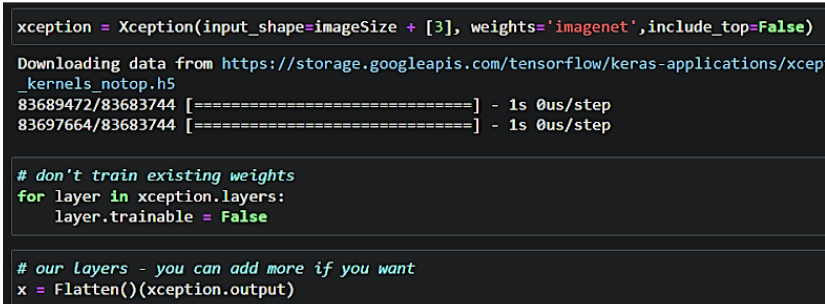 xception = Xception(input_shape=imageSize + [3], weights='imagenet',include_top=False)
Downloading data from https://storage.googleapis.com/tensorflow/keras-applications/xcep
_kernels_notop.h5
83689472/83683744 [==============================] - 1s 0us/step
83697664/83683744 [==============================] - 1s 0us/step
# don't train existing weights
for layer in xception.layers:
    layer.trainable = False
# our layers - you can add more if you want
x = Flatten()(xception.output)